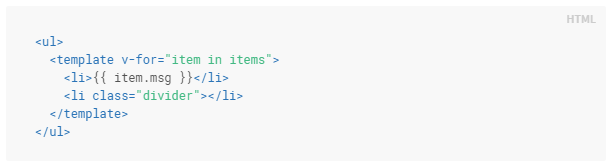 HTML
<ul>
  <template v-for="item in items">
    <li>{{ item.msg }}</li>
    <li class="divider"></li>
  </template>
</ul>